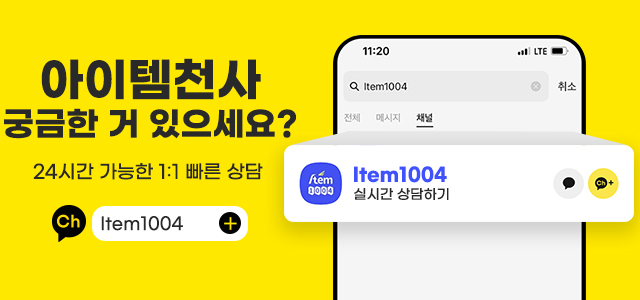 아이템천사
궁금한 거 있으세요?
24시간 가능한 1:1 빠른 상담
Ch
Item1004
11:20
LTE
Item1004
취소
전체
메시지
채널
Item
1004
Item1004
실시간 상담하기
Ch+